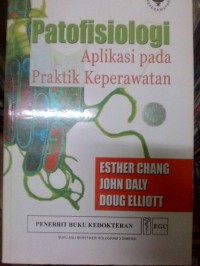 Patofisiologi
Aplikasi pada
Praktik Keperawatan
ESTHER CHANG
JOHN DALY
DOUG ELLIOTT
PENERBIT BUKU KEDOKTERAN
EGC